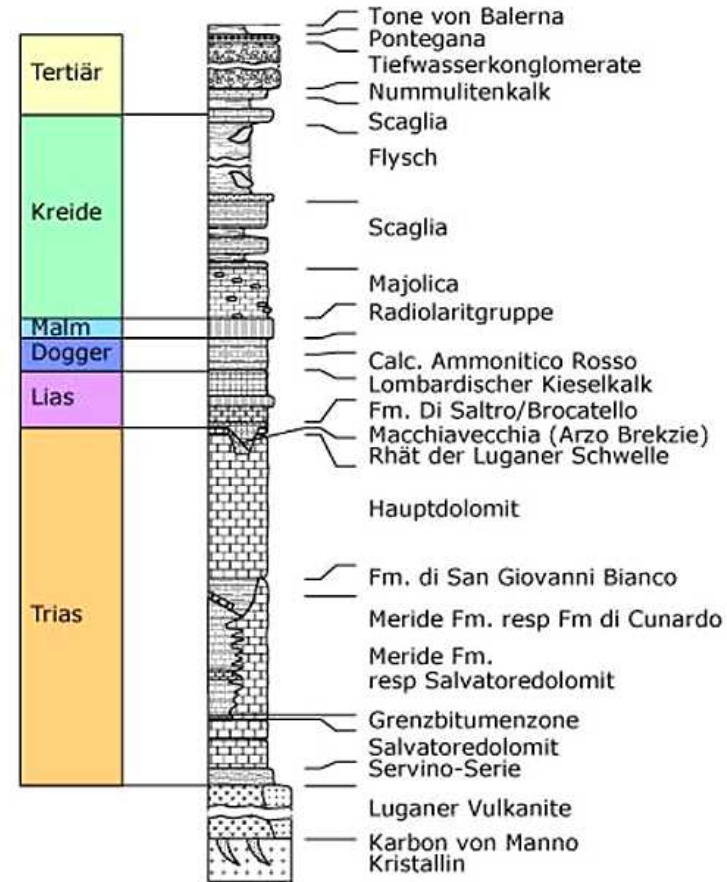 Tertiär
Kreide
Malm
Dogger
Lias
Trias
Tone von Balerna
Pontegana
Tiefwasserkonglomerate
Nummulitenkalk
Scaglia
Flysch
Scaglia
Majolica
Radiolaritgruppe
Calc. Ammonitico Rosso
Lombardischer Kieselkalk
Fm. Di Saltro/Brocatello
Macchiavecchia (Arzo Brekzie)
Rhät der Luganer Schwelle
Hauptdolomit
Fm. di San Giovanni Bianco
Meride Fm. resp Fm di Cunardo
Meride Fm.
resp Salvatoredolomit
Grenzbitumenzone
Salvatoredolomit
Servino-Serie
Luganer Vulkanite
Karbon von Manno
Kristallin